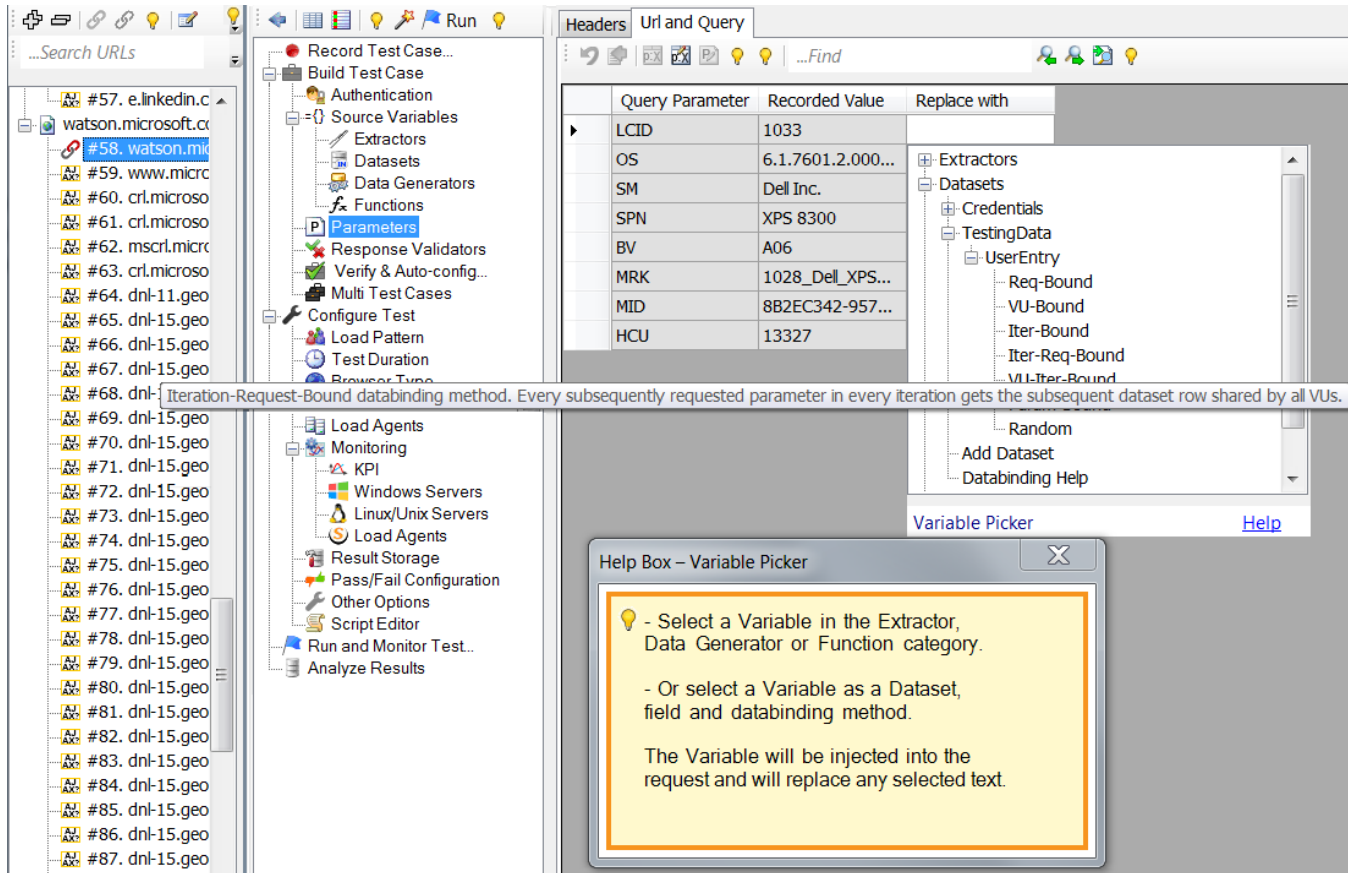 ...Search URLs
#57. e.linkedin.c
watson.microsoft.co
#58. watson.mic
#59. www.micro
#60. crl.microso
#61. crl.microso
#62. mscrl.micro
#63. crl.microso
#64. dnl-11.geo
#65. dnl-15.geo
#66. dnl-15.geo
#67. dnl-15.geo
#68. dnl-
#69. dnl-15.geo
#70. dnl-15.geo
#71. dnl-15.geo
#72. dnl-15.geo
#73. dnl-15.geo
#74. dnl-15.geo
#75. dnl-15.geo
#76. dnl-15.geo
#77. dnl-15.geo
#78. dnl-15.geo
#79. dnl-15.geo
#80. dnl-15.geo
#81. dnl-15.geo
#82. dnl-15.geo
#83. dnl-15.geo
#84. dnl-15.geo
#85. dnl-15.geo
#86. dnl-15.geo
#87. dnl-15.geo
Run
Record Test Case...
Build Test Case
Authentication
Source Variables
Extractors
Datasets
Data Generators
Functions
Parameters
Response Validators
Verify & Auto-config...
Multi Test Cases
Configure Test
Load Pattern
Test Duration
Browser Type
Iteration-Request-Bound databinding method. Every subsequently requested parameter in every iteration gets the subsequent dataset row shared by all VUs.
Load Agents
Monitoring
KPI
Windows Servers
Linux/Unix Servers
Load Agents
Result Storage
Pass/Fail Configuration
Other Options
Script Editor
Run and Monitor Test...
Analyze Results
Headers Url and Query
...Find
Query Parameter Recorded Value Replace with
LCID 1033
OS 6.1.7601.2.000...
SM Dell Inc.
SPN XPS 8300
BV A06
MRK 1028_Dell_XPS...
MID 8B2EC342-957...
HCU 13327
Extractors
Datasets
Credentials
TestingData
UserEntry
Req-Bound
VU-Bound
Iter-Bound
Iter-Req-Bound
VU-Iter-Bound
Param-Bound
Random
Add Dataset
Databinding Help
Variable Picker Help
Help Box – Variable Picker
- Select a Variable in the Extractor,
Data Generator or Function category.
- Or select a Variable as a Dataset,
field and databinding method.
The Variable will be injected into the
request and will replace any selected text.